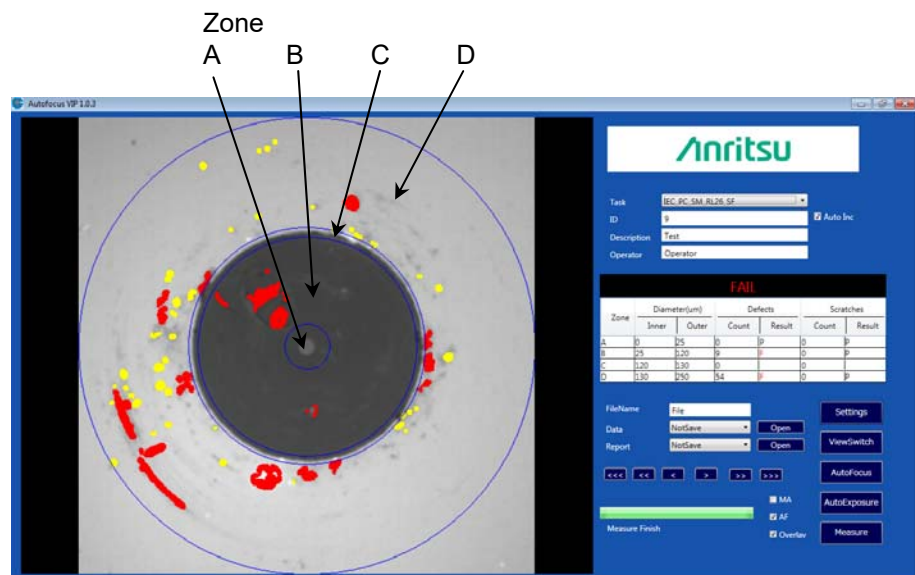 Zone
A B C D
Autofocus VIP 1.0.3
Anritsu
Task IEC_PC_SM_RL26_SF
ID 9 Auto Inc
Description Test
Operator Operator
FAIL
Zone Diameter(um) Defects Scratches
Inner Outer Count Result Count Result
A 0 25 0 P 0 P
B 25 120 9 F 0 P
C 120 130 0 0
D 130 250 54 F 0 P
FileName File Settings
Data NotSave Open
ViewSwitch
Report NotSave Open
<<< << < > >> >>> AutoFocus
MA
AutoExposure
AF
Measure Finish Overlay Measure